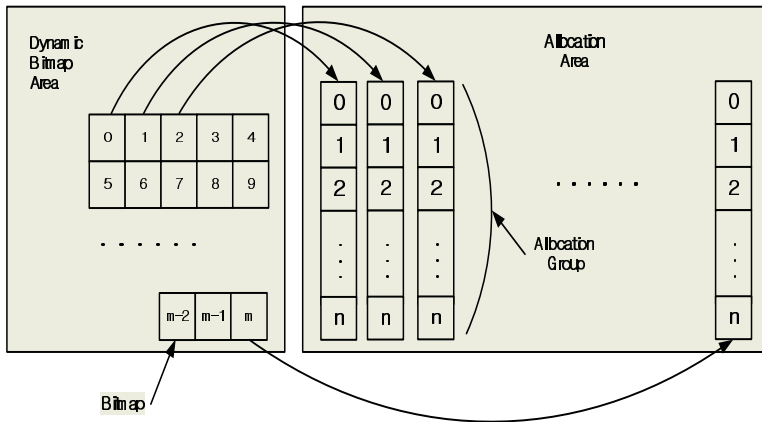 Dynamic
Bitmap
Area
0 1 2 3 4
5 6 7 8 9
. . . . . .
m-2 m-1 m
Bitmap
Allocation
Area
0 0 0 0
1 1 1 1
2 2 2 . . . . . . 2
. . . .
. . . .
. . . .
n n n n
Allocation
Group